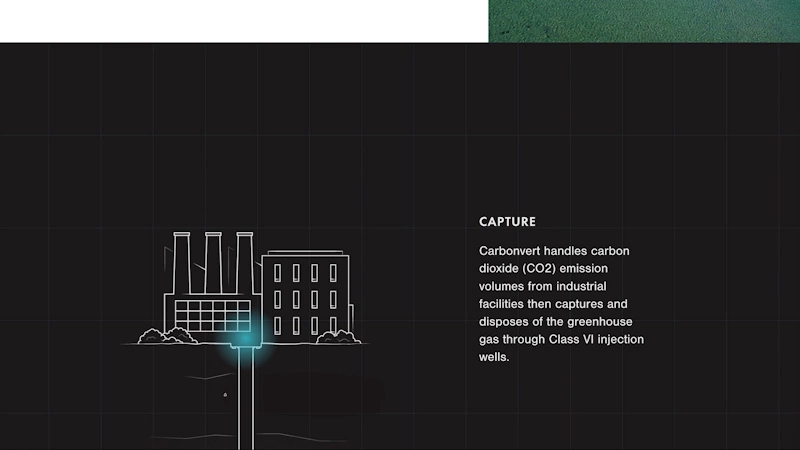 CAPTURE
Carbonvert handles carbon
dioxide (CO2) emission
volumes from industrial
facilities then captures and
disposes of the greenhouse
gas through Class VI injection
wells.